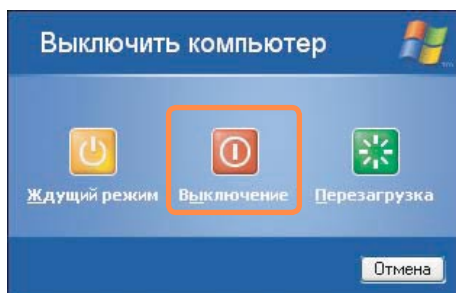 Выключить компьютер
Ждущий режим
Выключение
Перезагрузка
Отмена